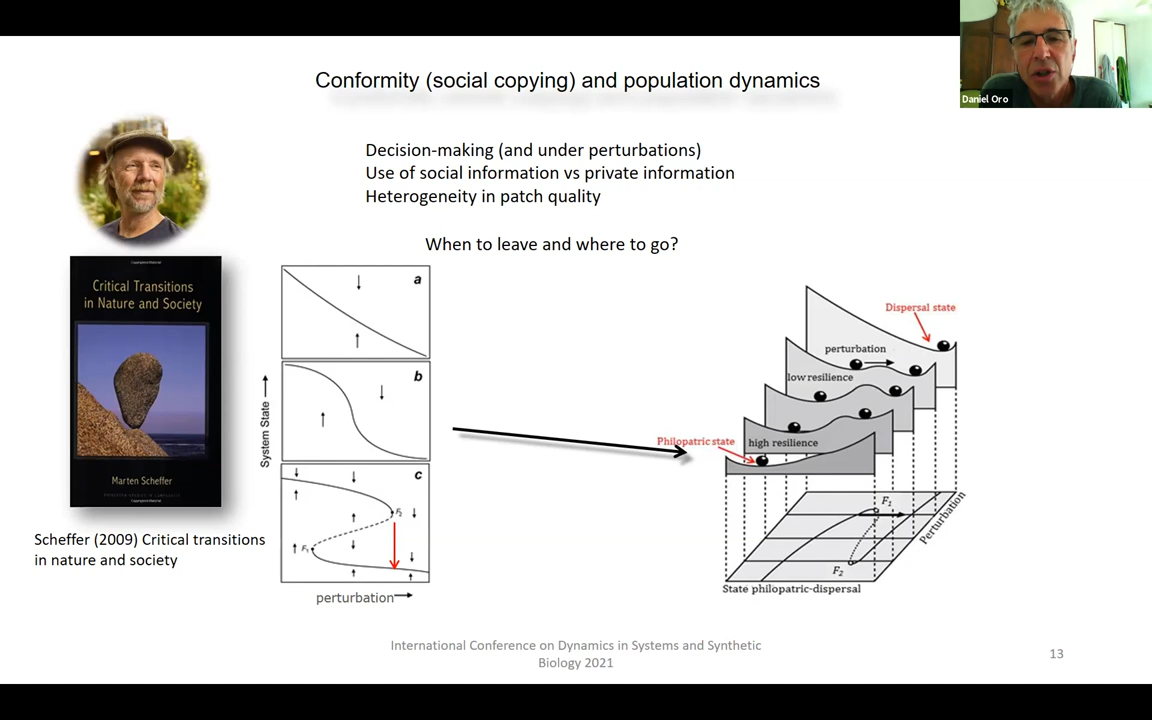 Conformity (social copying) and population dynamics
Daniel Oro
Decision-making (and under perturbations)
Use of social information vs private information
Heterogeneity in patch quality
When to leave and where to go?
Critical Transitions
in Nature and Society
Marten Scheffer
Scheffer (2009) Critical transitions
in nature and society
System State
a
b
c
F2
F1
perturbation
Dispersal state
perturbation
low resilience
Philopatric state
high resilience
F1
F2
Perturbation
State philopatric-dispersal
International Conference on Dynamics in Systems and Synthetic
Biology 2021
13